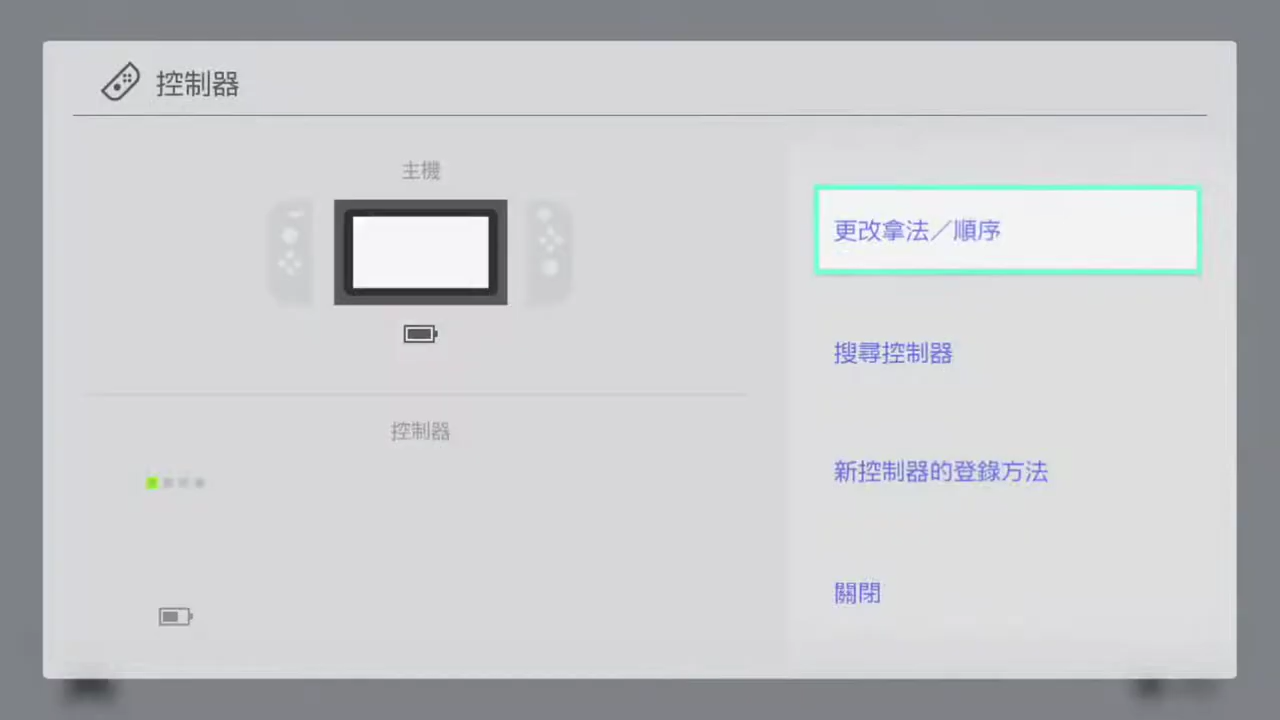 控制器
主機
控制器
更改拿法／順序
搜尋控制器
新控制器的登錄方法
關閉